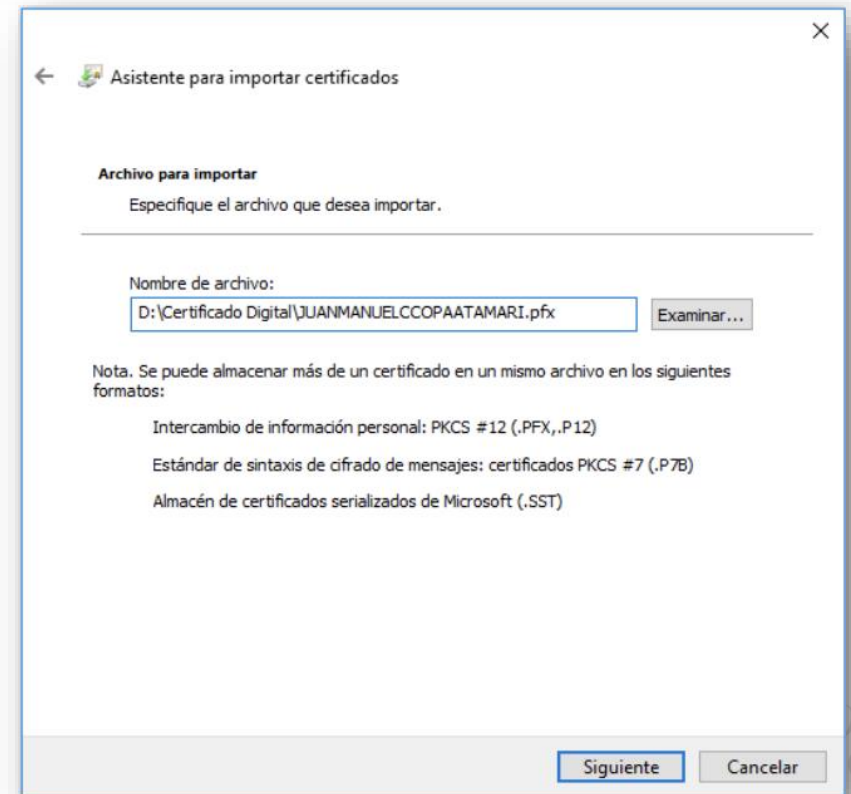 Asistente para importar certificados
Archivo para importar
Especifique el archivo que desea importar.
Nombre de archivo:
D:\Certificado Digital\JUANMANUELCCOPAATAMARI.pfx
Examinar...
Nota. Se puede almacenar más de un certificado en un mismo archivo en los siguientes
formatos:
Intercambio de información personal: PKCS #12 (.PFX,.P12)
Estándar de sintaxis de cifrado de mensajes: certificados PKCS #7 (.P7B)
Almacén de certificados serializados de Microsoft (.SST)
Siguiente
Cancelar